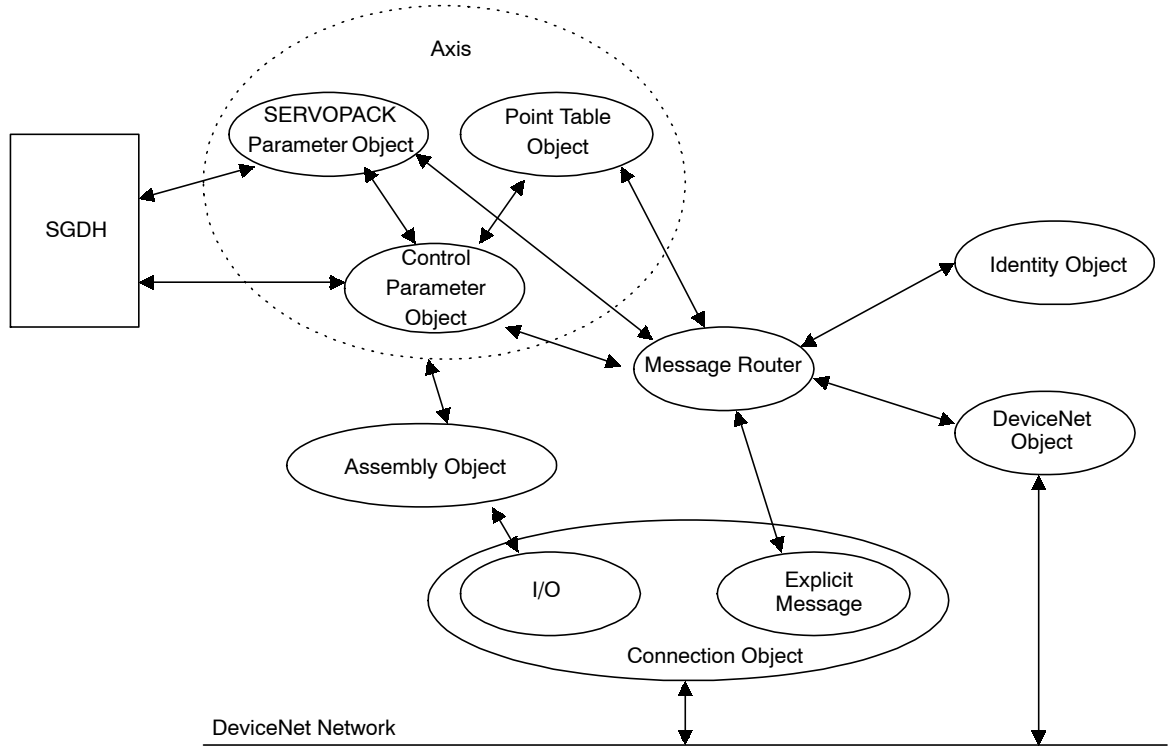 Axis
SERVOPACK
Parameter Object
Point Table
Object
SGDH
Control
Parameter
Object
Identity Object
Message Router
DeviceNet
Object
Assembly Object
I/O
Explicit
Message
Connection Object
DeviceNet Network